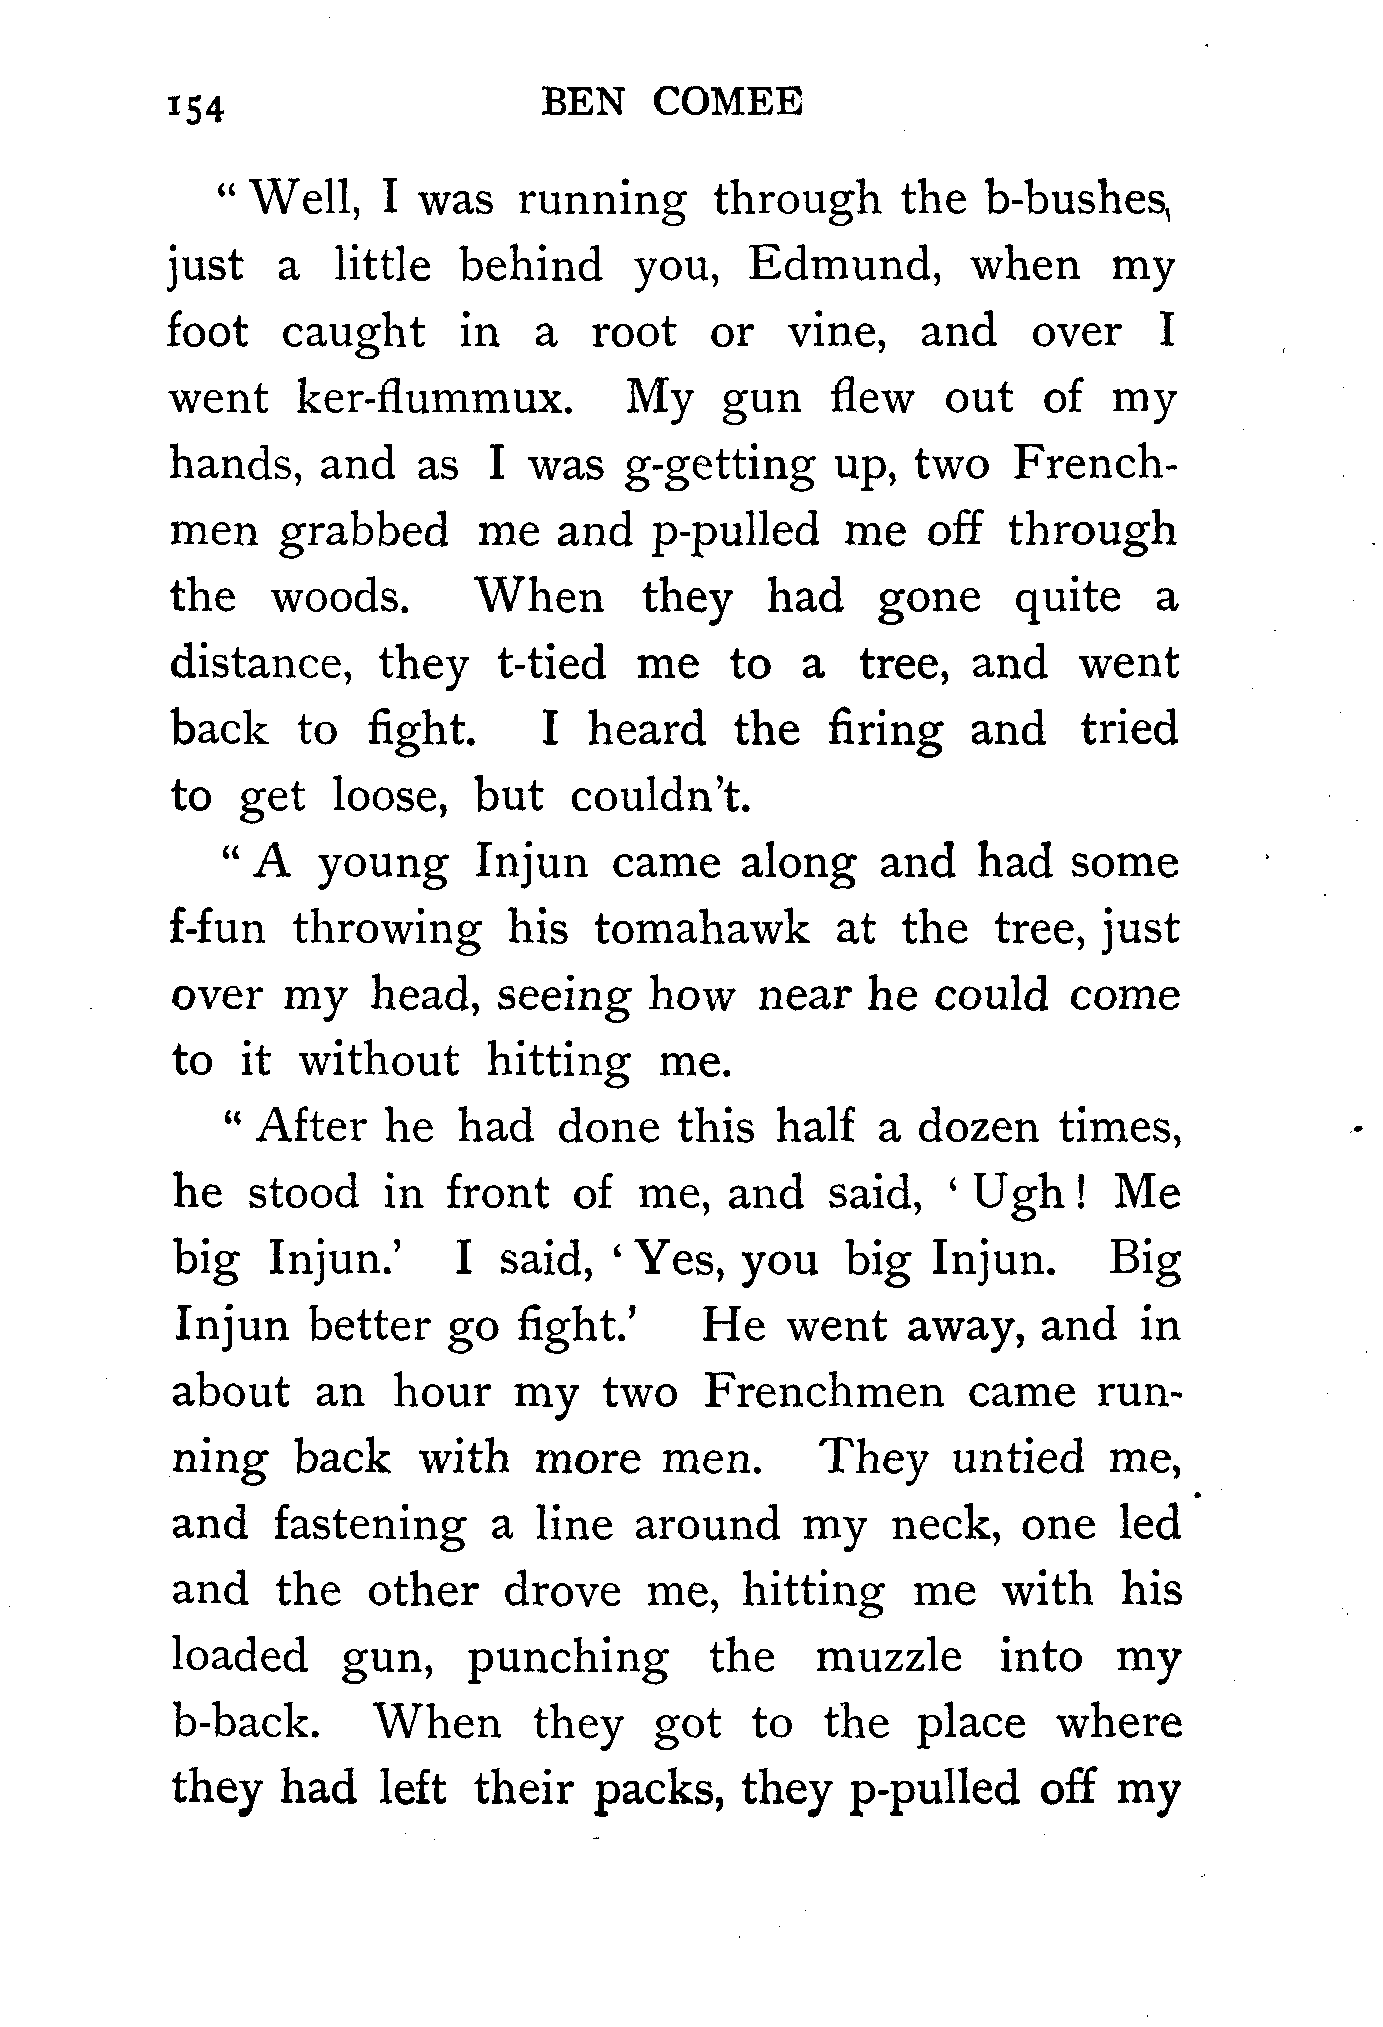 154 BEN COMEE
“ Well, I was running through the b-bushes,
just a little behind you, Edmund, when my
foot caught in a root or vine, and over I
went ker-flummux. My gun flew out of my
hands, and as I was g-getting up, two French-
men grabbed me and p-pulled me off through
the woods. When they had gone quite a
distance, they t-tied me to a tree, and went
back to fight. I heard the firing and tried
to get loose, but couldn’t.
“ A young Injun came along and had some
f-fun throwing his tomahawk at the tree, just
over my head, seeing how near he could come
to it without hitting me.
“ After he had done this half a dozen times,
he stood in front of me, and said, ‘ Ugh ! Me
big Injun.’ I said, ‘ Yes, you big Injun. Big
Injun better go fight.’ He went away, and in
about an hour my two Frenchmen came run-
ning back with more men. They untied me,
and fastening a line around my neck, one led
and the other drove me, hitting me with his
loaded gun, punching the muzzle into my
b-back. When they got to the place where
they had left their packs, they p-pulled off my